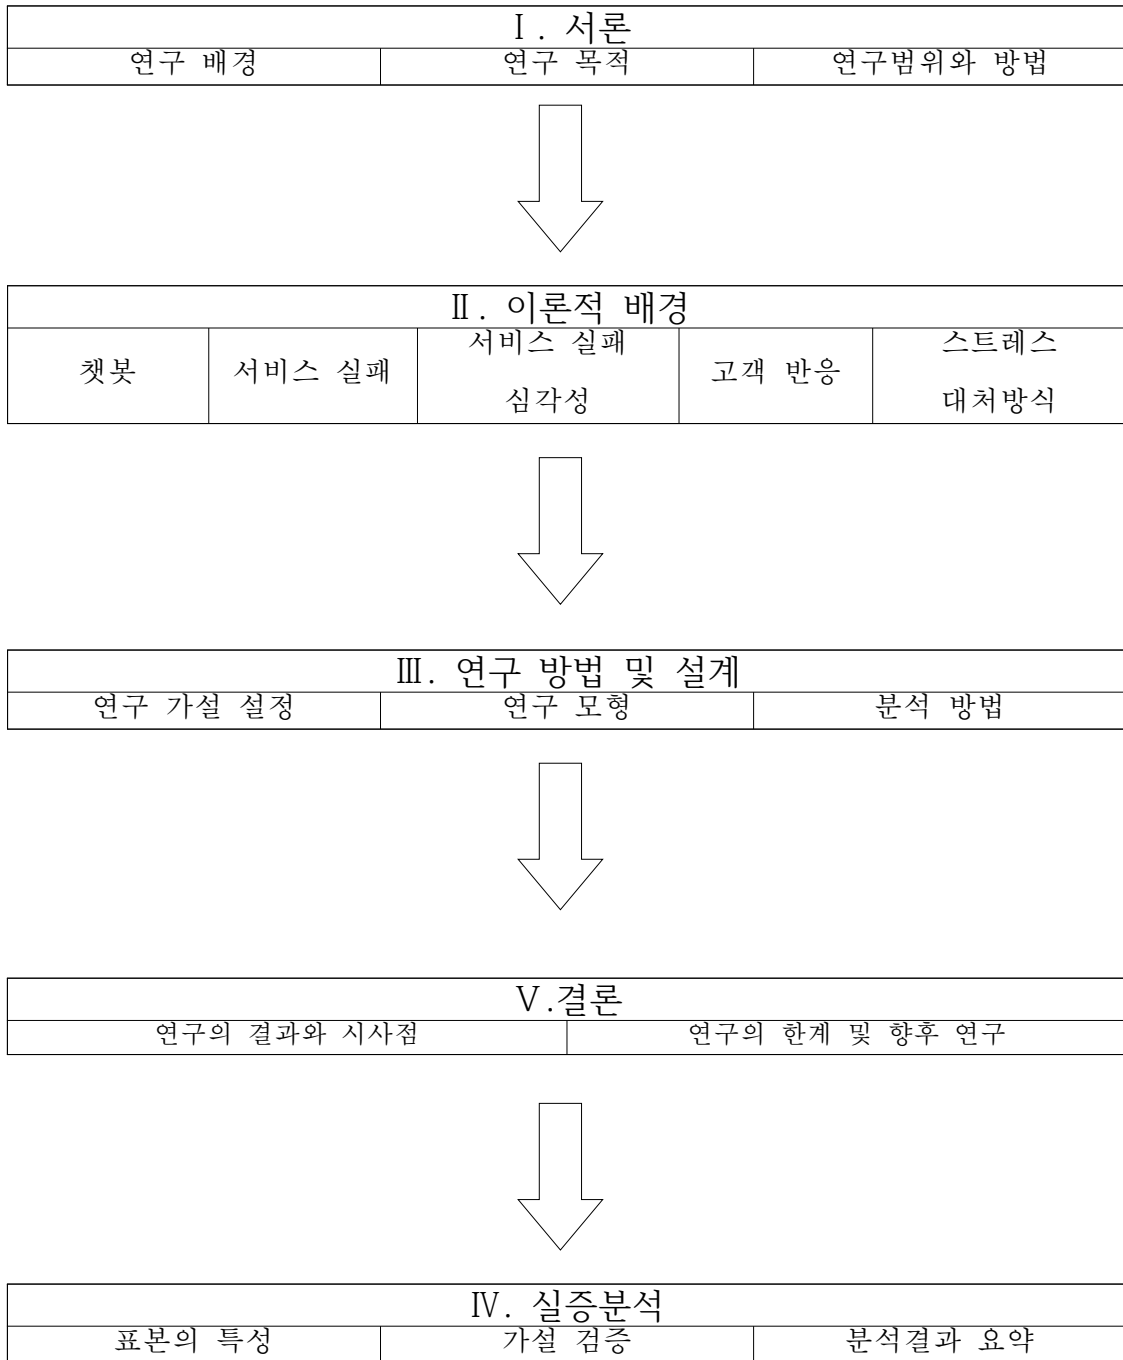 Ⅰ. 서론
연구 배경 연구 목적 연구범위와 방법
Ⅱ. 이론적 배경
챗봇 서비스 실패 서비스 실패 심각성 고객 반응 스트레스 대처방식
Ⅲ. 연구 방법 및 설계
연구 가설 설정 연구 모형 분석 방법
Ⅴ.결론
연구의 결과와 시사점 연구의 한계 및 향후 연구
Ⅳ. 실증분석
표본의 특성 가설 검증 분석결과 요약